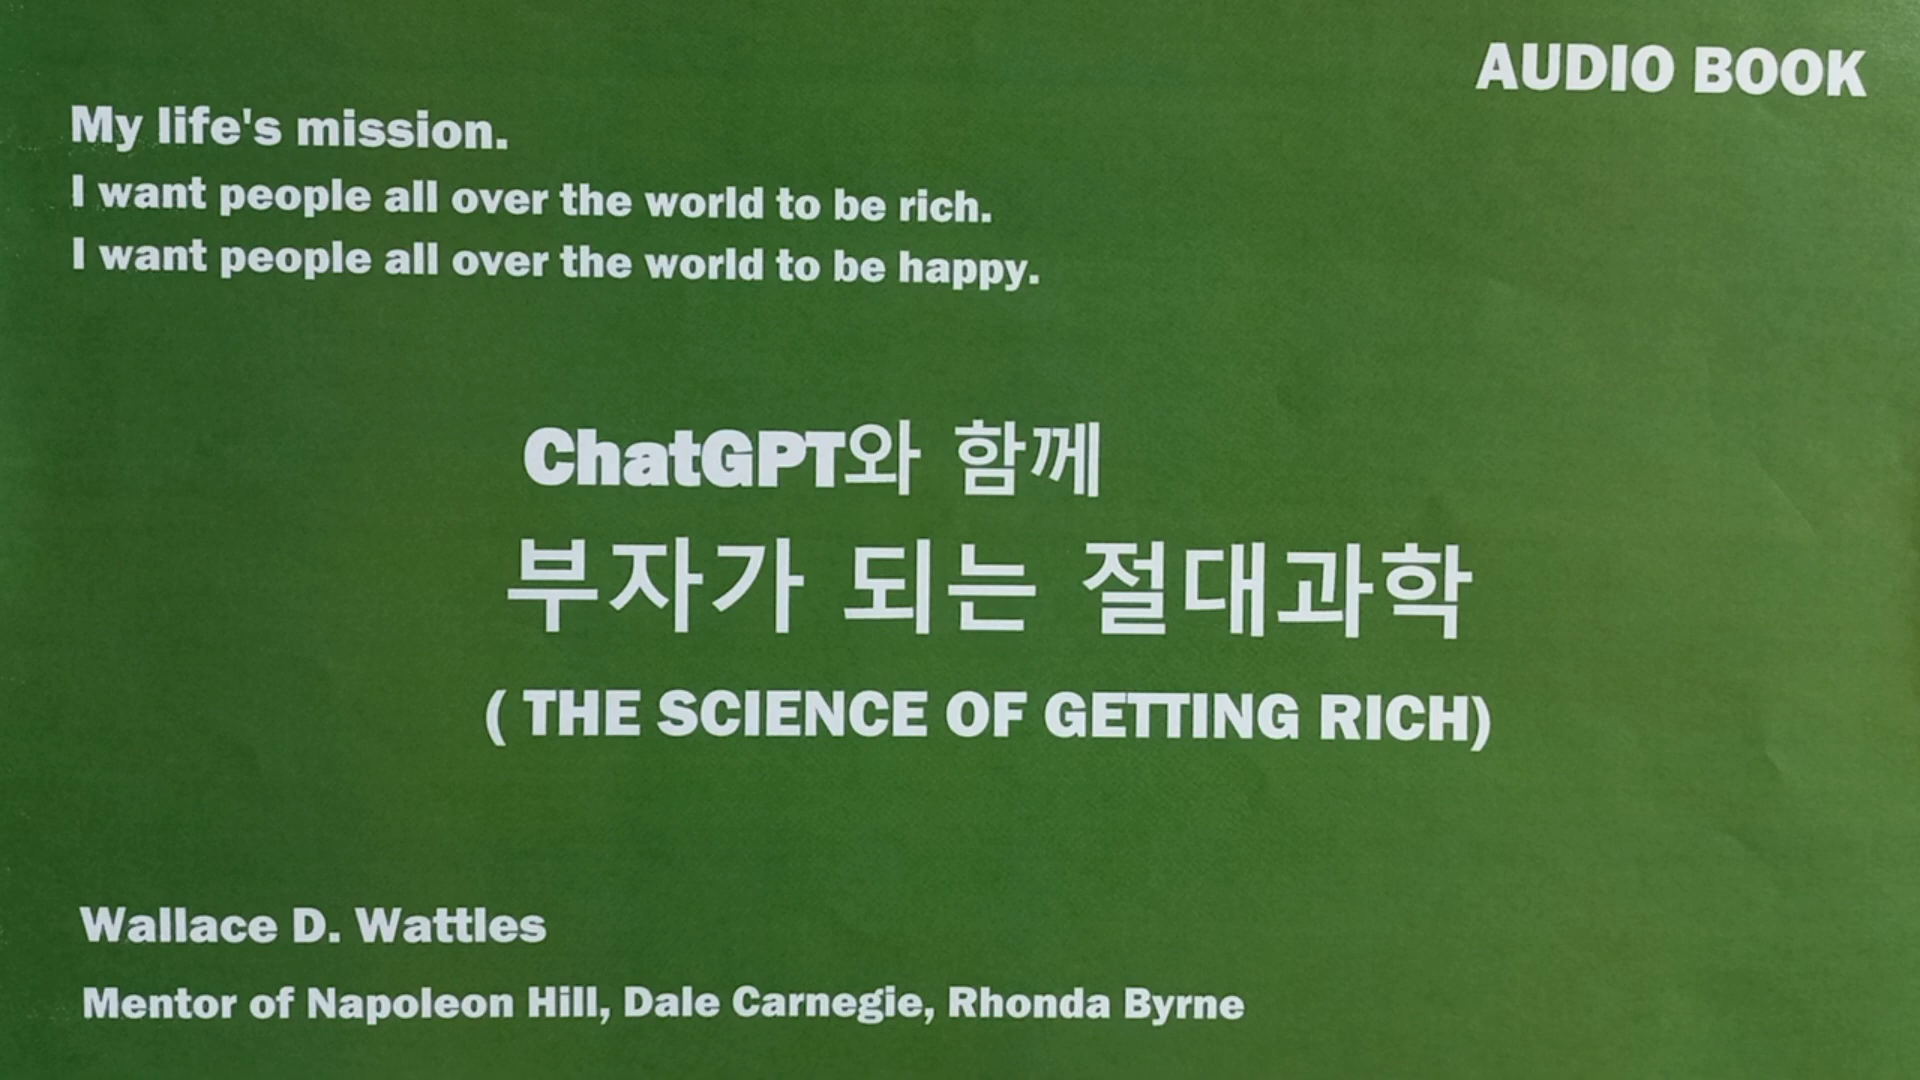 AUDIO BOOK
My life's mission.
I want people all over the world to be rich.
I want people all over the world to be happy.
ChatGPT와 함께
부자가 되는 절대과학
( THE SCIENCE OF GETTING RICH)
Wallace D. Wattles
Mentor of Napoleon Hill, Dale Carnegie, Rhonda Byrne